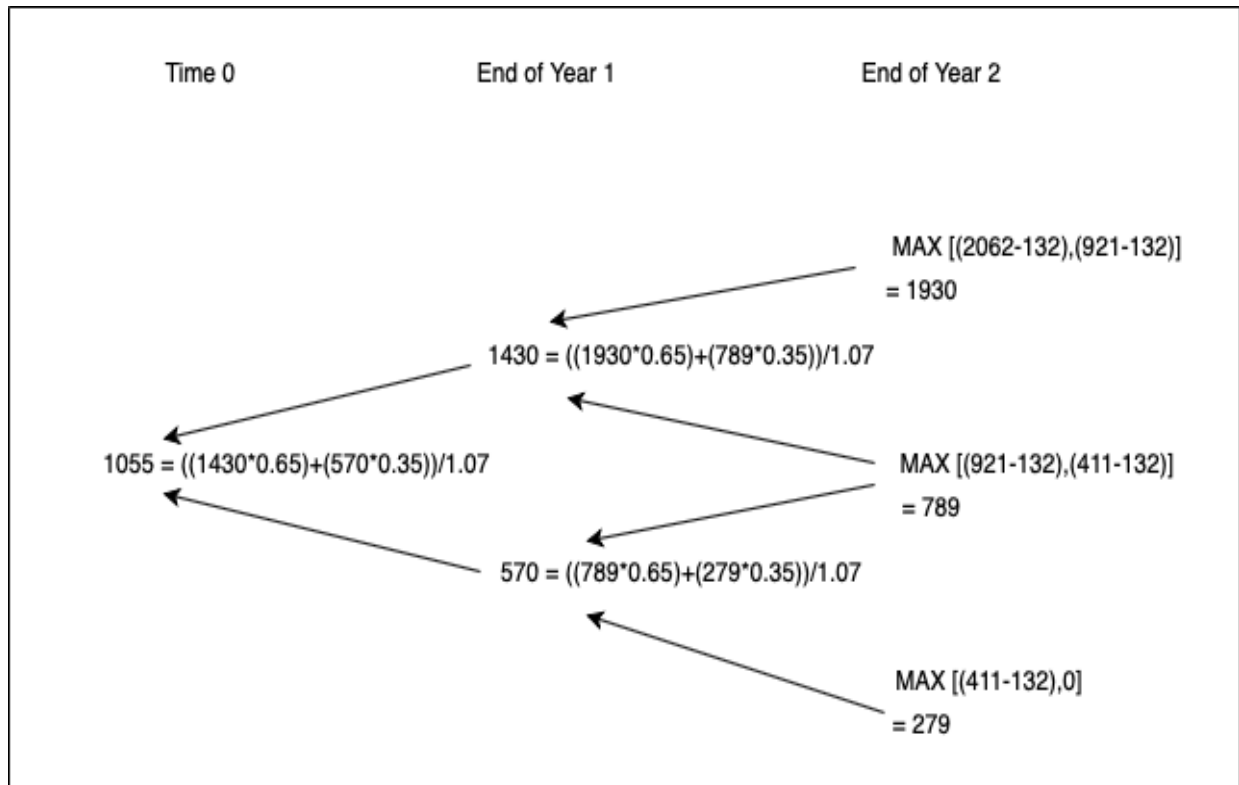 Time 0
End of Year 1
End of Year 2
MAX [(2062-132),(921-132)]
= 1930
1430 = ((1930*0.65)+(789*0.35))/1.07
1055 = ((1430*0.65)+(570*0.35))/1.07
MAX [(921-132),(411-132)]
= 789
570 = ((789*0.65)+(279*0.35))/1.07
MAX [(411-132),0]
= 279